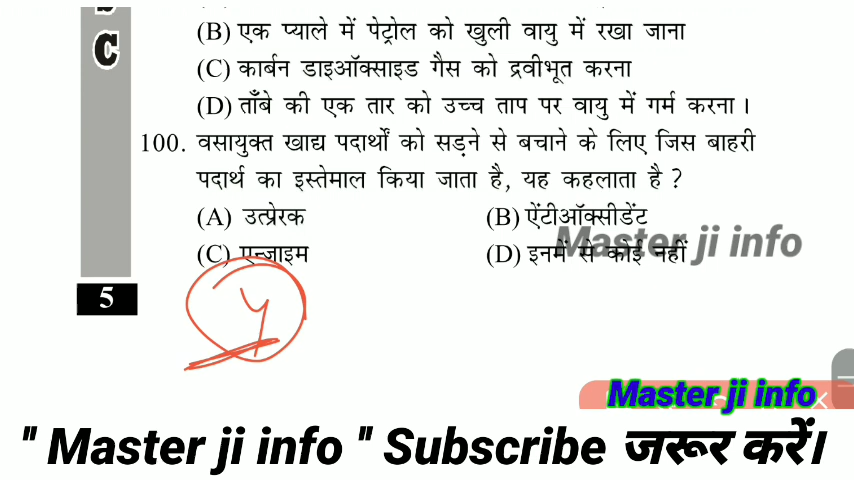 C
(B) एक प्याले में पेट्रोल को खुली वायु में रखा जाना
(C) कार्बन डाइऑक्साइड गैस को द्रवीभूत करना
(D) ताँबे की एक तार को उच्च ताप पर वायु में गर्म करना ।
100. वसायुक्त खाद्य पदार्थों को सड़ने से बचाने के लिए जिस बाहरी
पदार्थ का इस्तेमाल किया जाता है, यह कहलाता है ?
(A) उत्प्रेरक (B) ऐंटीऑक्सीडेंट
(C) एन्जाइम (D) इनमें से कोई नहीं
Master ji info
5
Master ji info
" Master ji info " Subscribe जरूर करें।